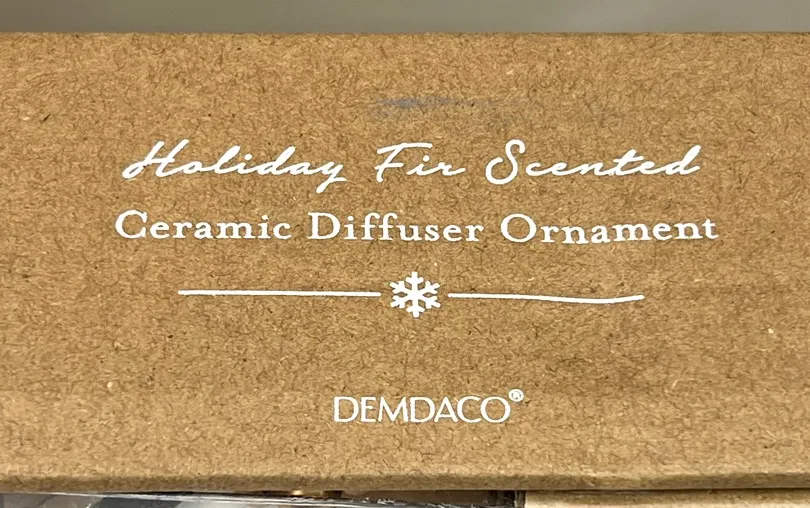 Holiday Fir Scented
Ceramic Diffuser Ornament
DEMDACO®